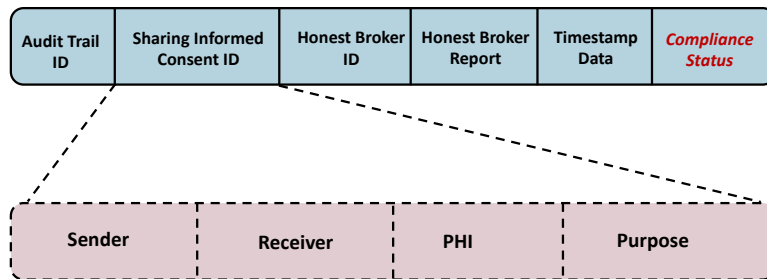 Audit Trail
ID
Sharing Informed
Consent ID
Honest Broker
ID
Honest Broker
Report
Timestamp
Data
Compliance
Status
Sender
Receiver
PHI
Purpose